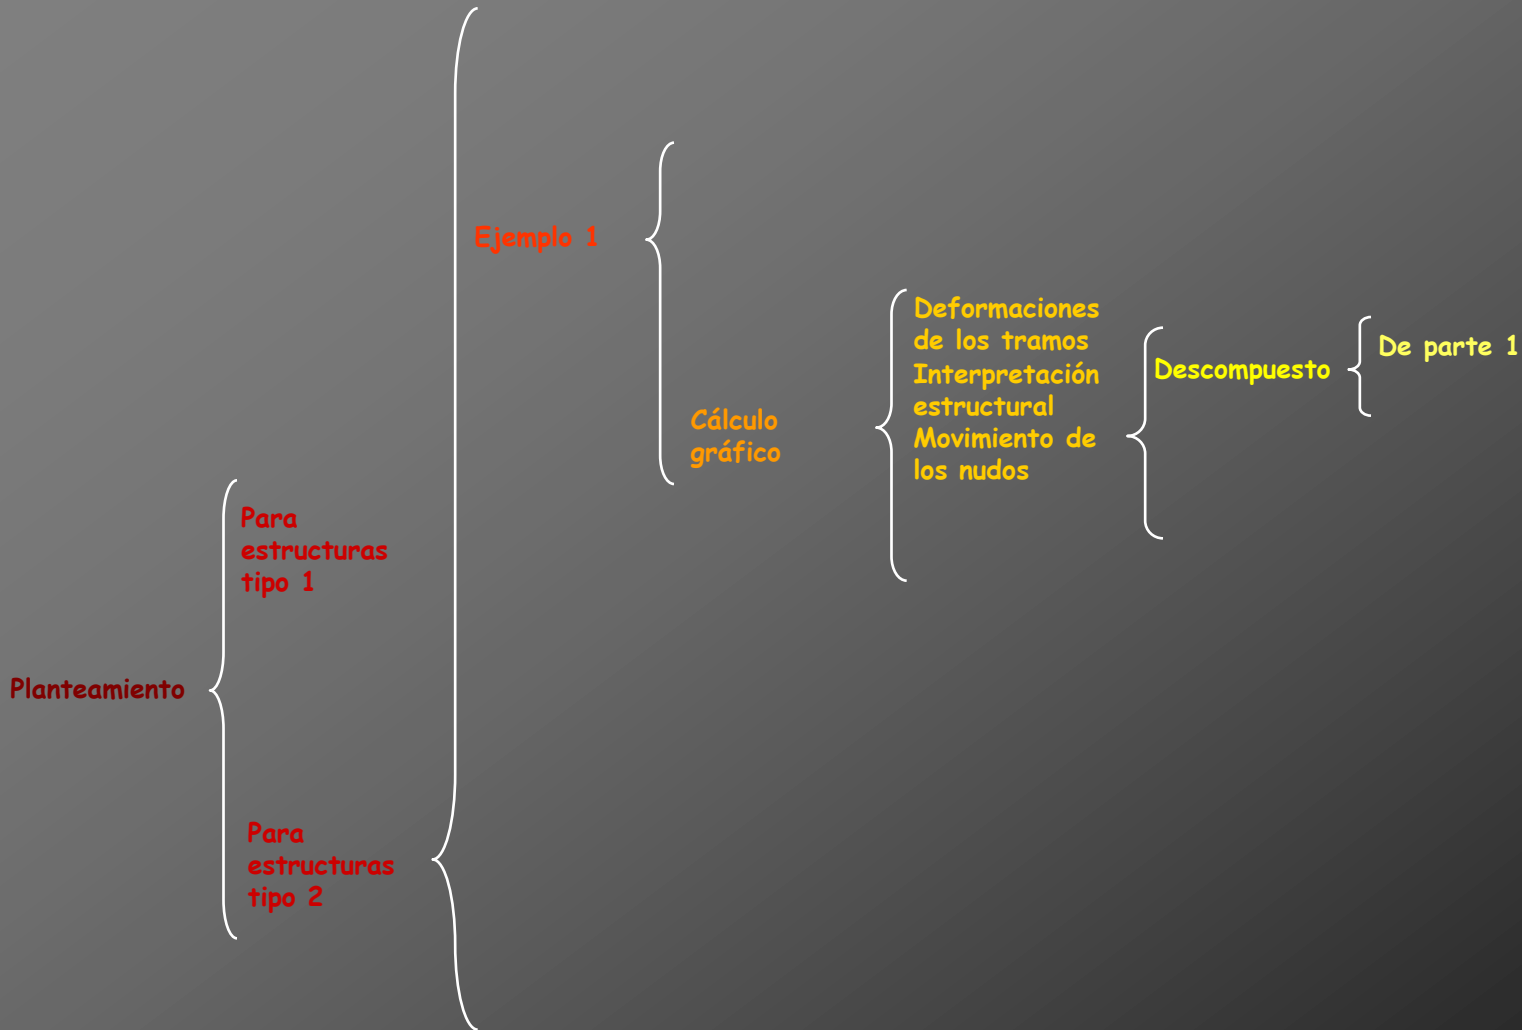 Planteamiento
Para
estructuras
tipo 1
Para
estructuras
tipo 2
Ejemplo 1
Cálculo
gráfico
Deformaciones
de los tramos
Interpretación
estructural
Movimiento de
los nudos
Descompuesto
De parte 1